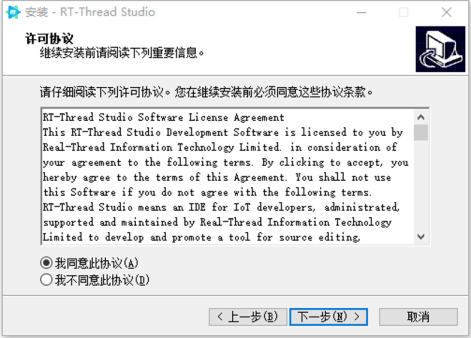 安装 - RT-Thread Studio
许可协议
继续安装前请阅读下列重要信息。
请仔细阅读下列许可协议。您在继续安装前必须同意这些协议条款。
RT-Thread Studio Software License Agreement
This RT-Thread Studio Development Software is licensed to you by
Real-Thread Information Technology Limited. in consideration of
your agreement to the following terms. By clicking to accept, you
hereby agree to the terms of this Agreement. You shall not use
this Software if you do not agree with the following terms.
RT-Thread Studio means an IDE for IoT developers, administrated,
supported and maintained by Real-Thread Information Technology
Limited to develop and promote a tool for source editing,
我同意此协议(A)
我不同意此协议(D)
< 上一步(B) 下一步(N) > 取消